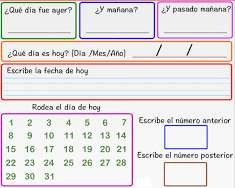 ¿Qué día fue ayer?
¿Y mañana?
¿Y pasado mañana?
¿Qué día es hoy? (Día /Mes/Año) ____/____/____
Escribe la fecha de hoy
Rodea el día de hoy
1 2 3 4 5 6 7
8 9 10 11 12 13 14
15 16 17 18 19 20 21
22 23 24 25 26 27 28
29 30 31
Escribe el número anterior
Escribe el número posterior